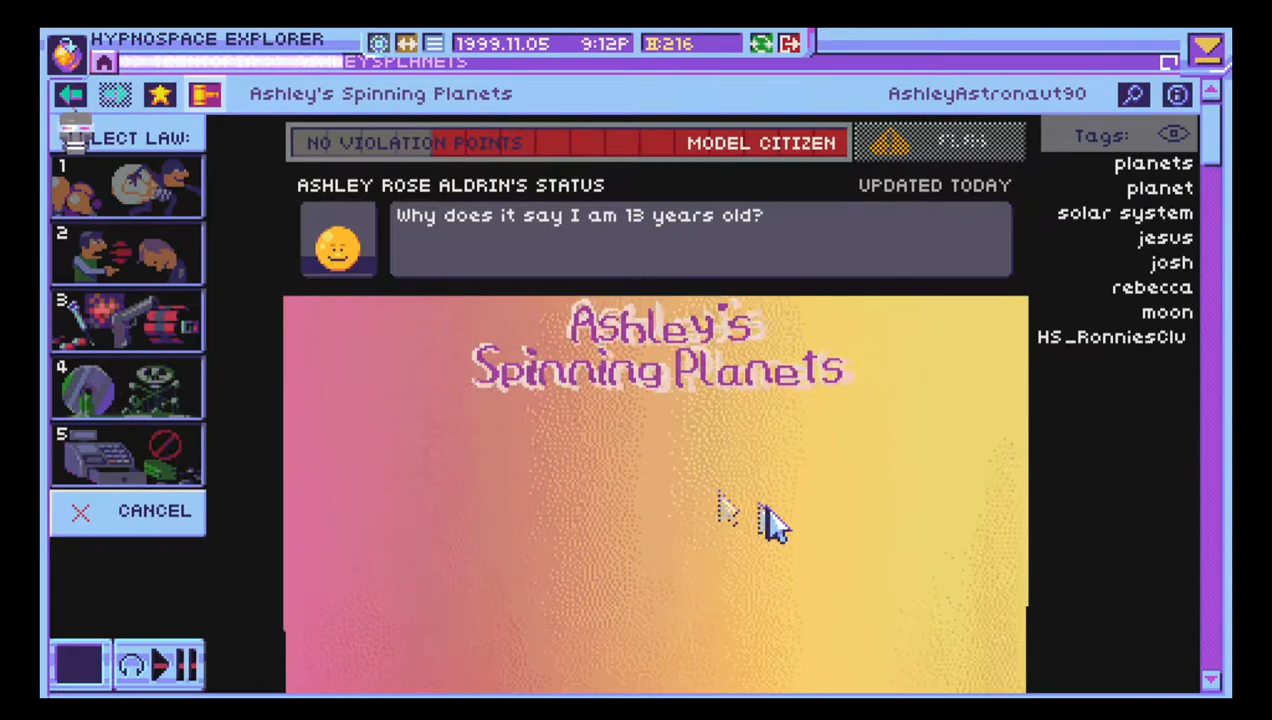 HYPNOSPACE EXPLORER
1999.11.05 9:12P
216
EYSPLANETS
Ashley's Spinning Planets
AshleyAstronaut90
LECT LAW:
1
2
3
4
5
CANCEL
NO VIOLATION POINTS
MODEL CITIZEN
ASHLEY ROSE ALDRIN'S STATUS
UPDATED TODAY
Why does it say I am 13 years old?
Ashley's
Spinning Planets
Tags:
planets
planet
solar system
jesus
josh
rebecca
moon
HS_RonniesClu